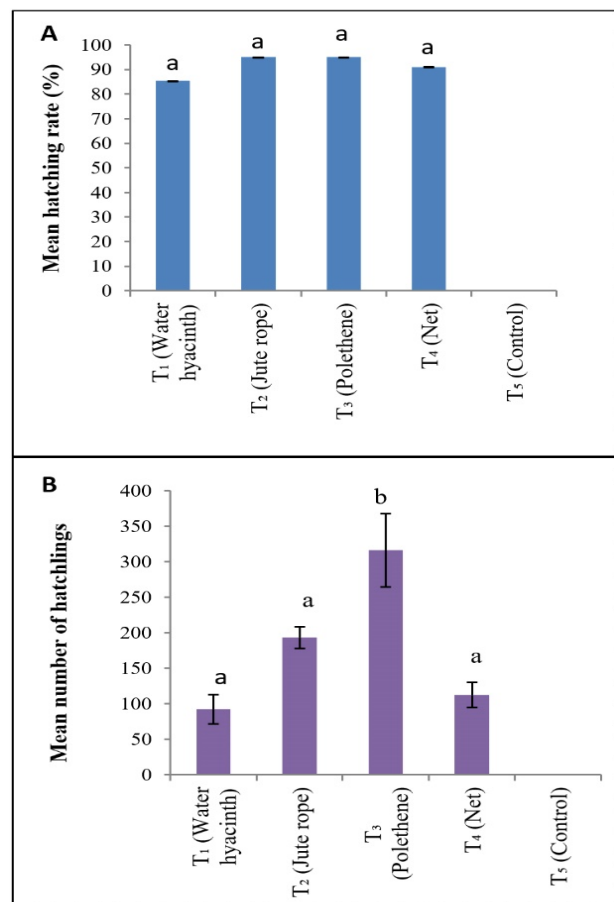 A
Mean hatching rate (%)
100
90
80
70
60
50
40
30
20
10
0
a
a
a
a
T₁ (Water
hyacinth)
T₂ (Jute rope)
T₃ (Polethene)
T₄ (Net)
T₅ (Control)
B
Mean number of hatchlings
400
350
300
250
200
150
100
50
0
a
a
b
a
T₁ (Water
hyacinth)
T₂ (Jute rope)
T₃
(Polethene)
T₄ (Net)
T₅ (Control)